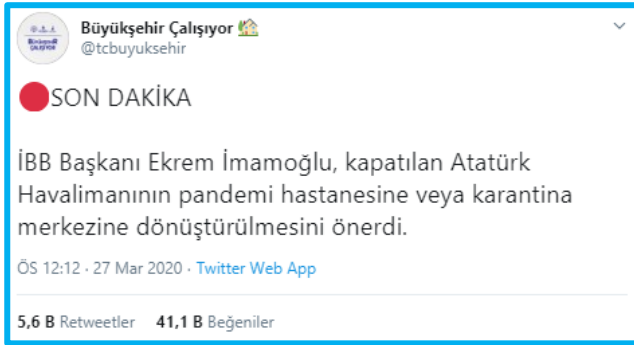 Büyükşehir Çalışıyor
@tcbuyuksehir
SON DAKİKA
İBB Başkanı Ekrem İmamoğlu, kapatılan Atatürk
Havalimanının pandemi hastanesine veya karantina
merkezine dönüştürülmesini önerdi.
ÖS 12:12 · 27 Mar 2020 · Twitter Web App
5,6 B Retweetler 41,1 B Beğeniler